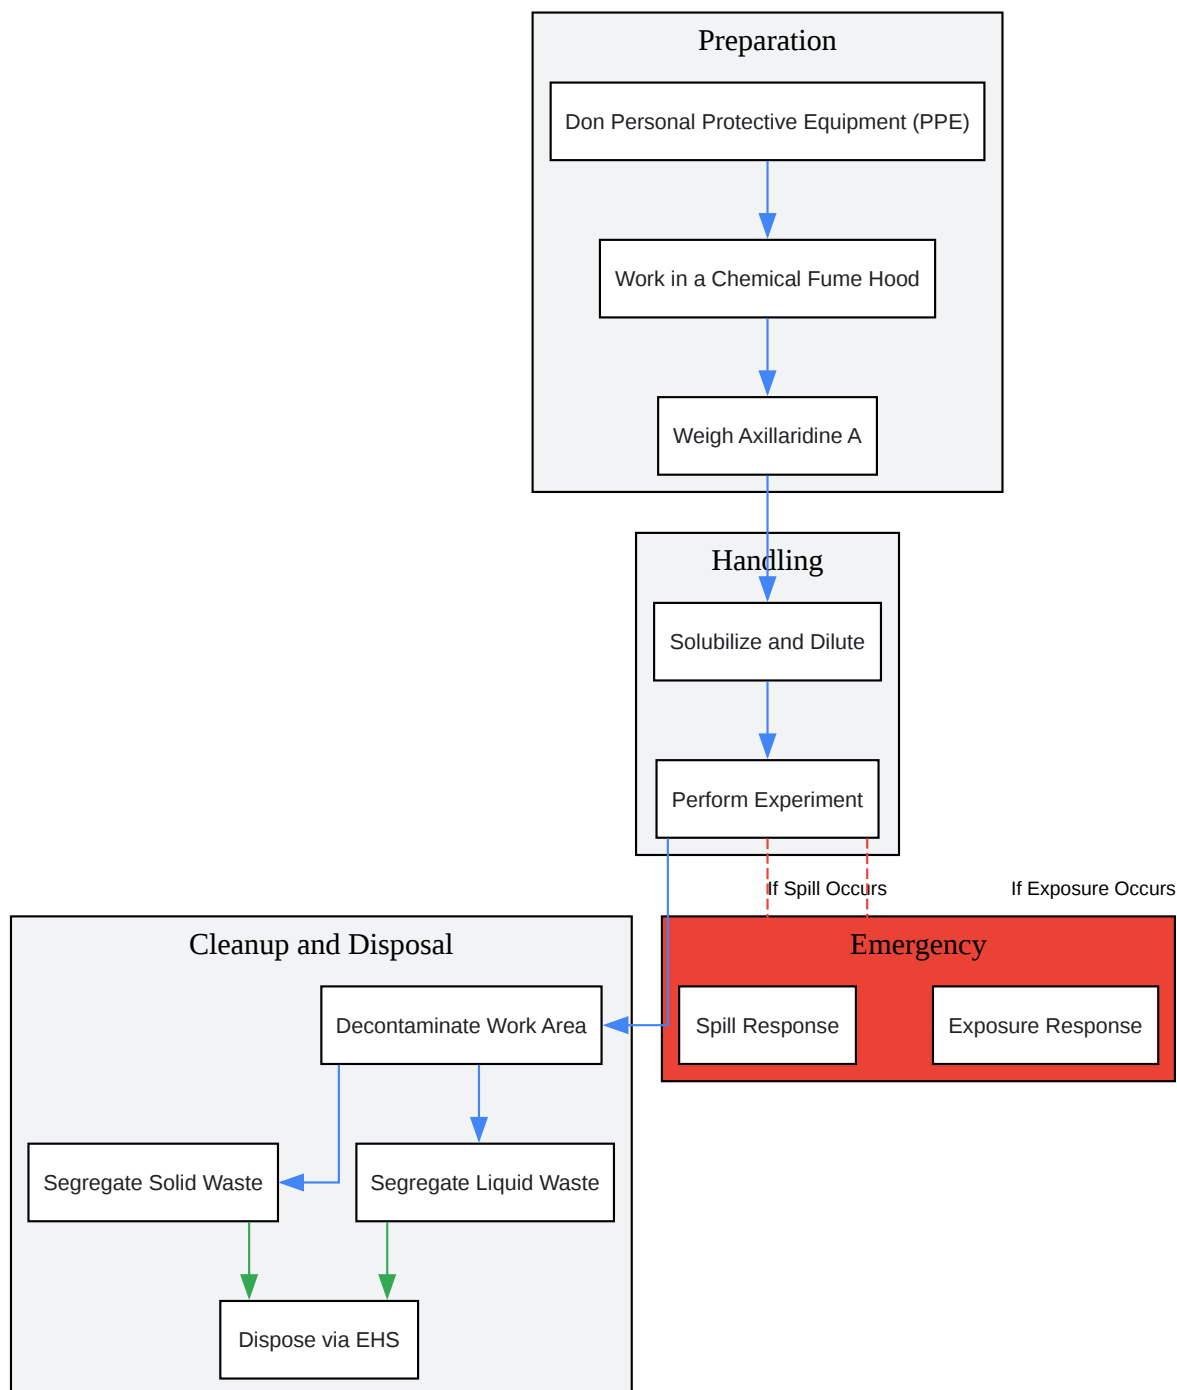 Preparation
Don Personal Protective Equipment (PPE)
Work in a Chemical Fume Hood
Weigh Axillaridine A
Handling
Solubilize and Dilute
Perform Experiment
If Spill Occurs
If Exposure Occurs
Cleanup and Disposal
Emergency
Decontaminate Work Area
Spill Response
Exposure Response
Segregate Solid Waste
Segregate Liquid Waste
Dispose via EHS